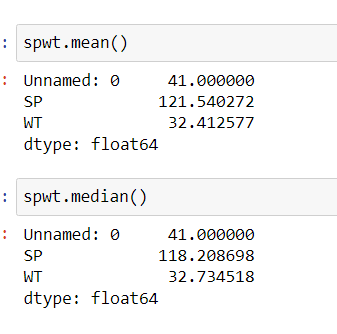 : spwt.mean()
: Unnamed: 0     41.000000
SP            121.540272
WT             32.412577
dtype: float64
: spwt.median()
: Unnamed: 0     41.000000
SP            118.208698
WT             32.734518
dtype: float64